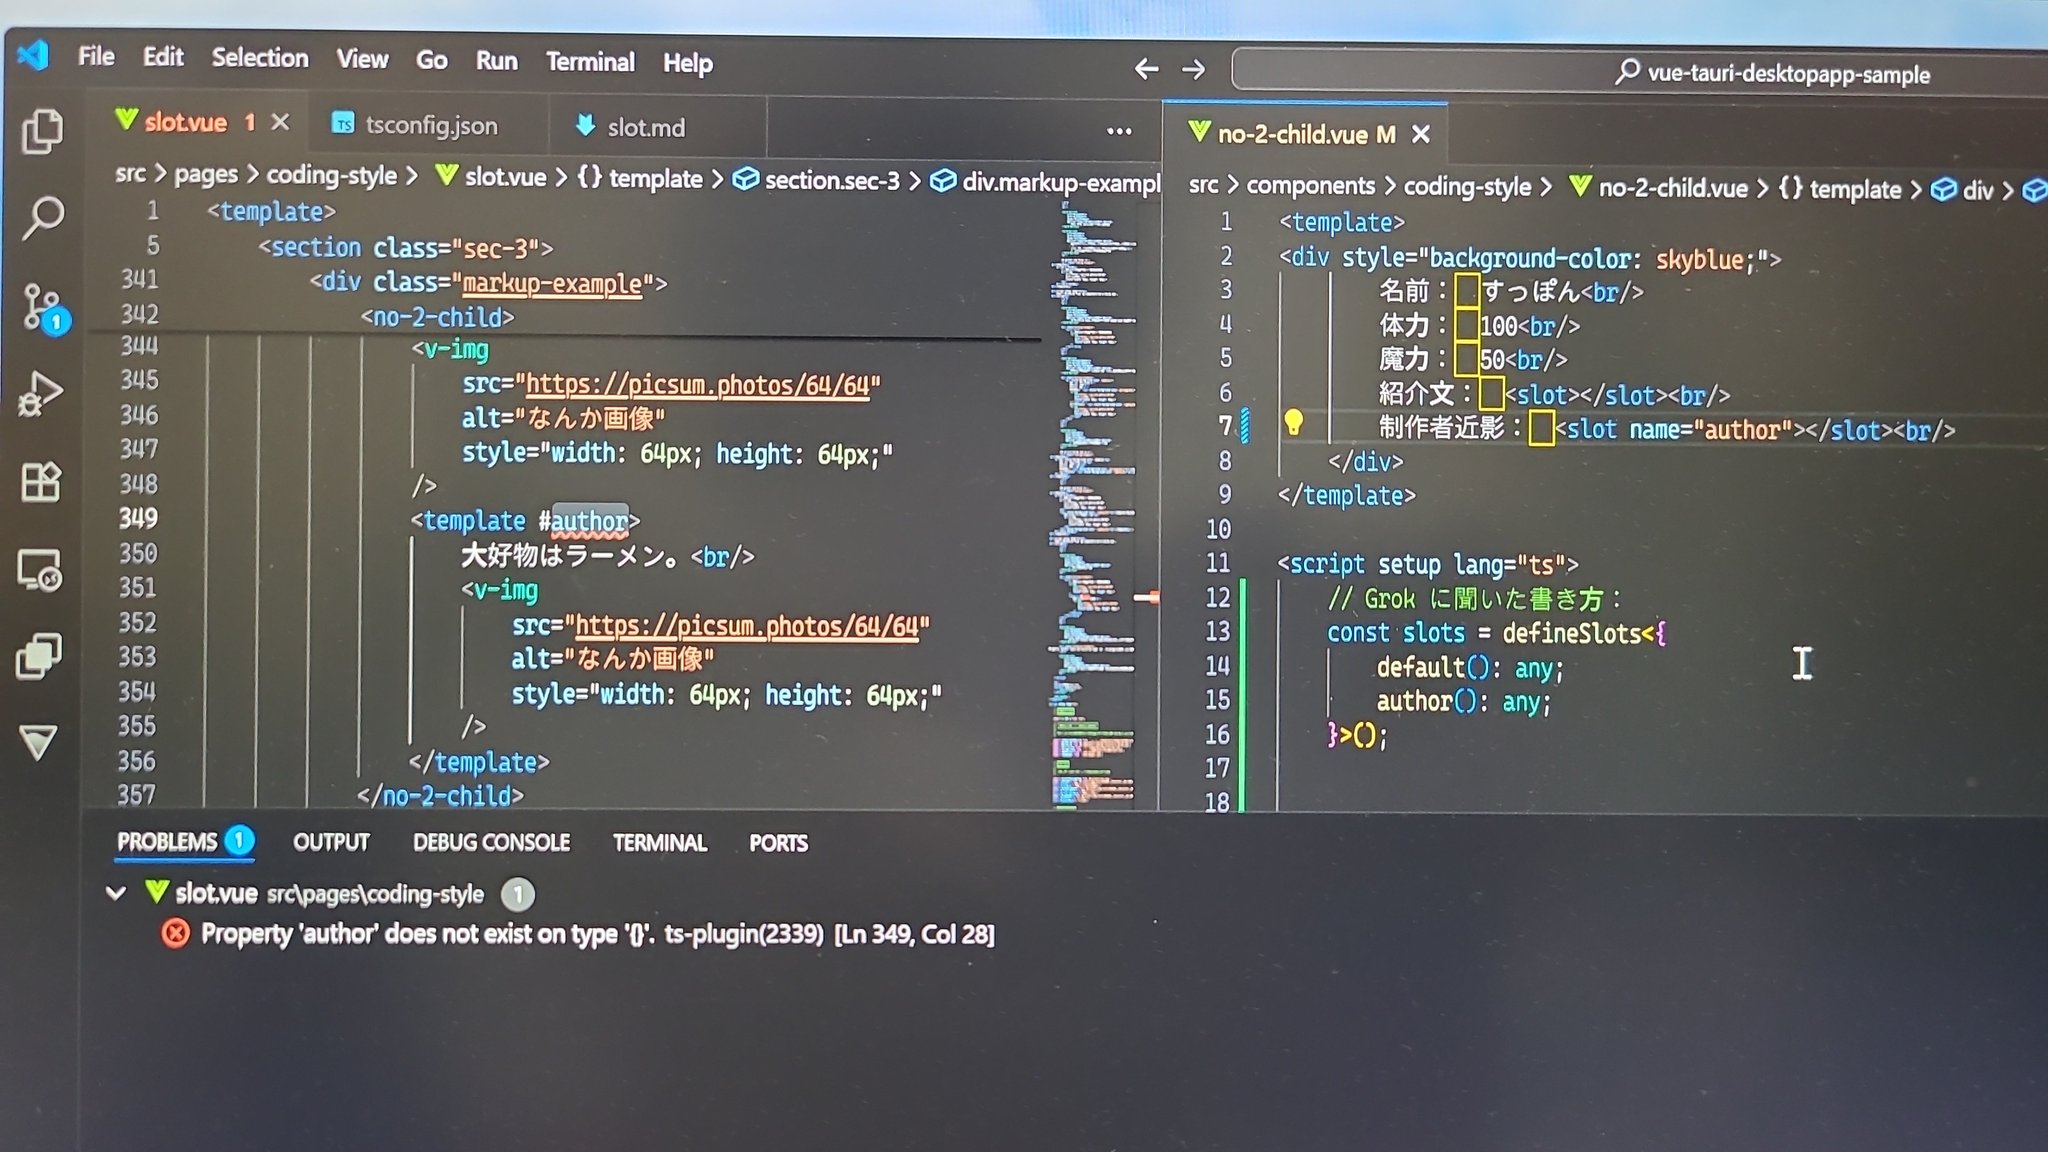 File Edit Selection View Go Run Terminal Help
vue-tauri-desktopapp-sample
slot.vue 1
tsconfig.json
slot.md
src > pages > coding-style > slot.vue > {} template > section.sec-3 > div.markup-exampl
1 <template>
5 <section class="sec-3">
341 <div class="markup-example">
342 <no-2-child>
344 <v-img
345 src="https://picsum.photos/64/64"
346 alt="なんか画像"
347 style="width: 64px; height: 64px;"
348 />
349 <template #author>
350 大好物はラーメン。<br/>
351 <v-img
352 src="https://picsum.photos/64/64"
353 alt="なんか画像"
354 style="width: 64px; height: 64px;"
355 />
356 </template>
357 </no-2-child>
no-2-child.vue M
src > components > coding-style > no-2-child.vue > {} template > div >
1 <template>
2 <div style="background-color: skyblue;">
3 名前： すっぽん<br/>
4 体力： 100<br/>
5 魔力： 50<br/>
6 紹介文： <slot></slot><br/>
7 制作者近影： <slot name="author"></slot><br/>
8 </div>
9 </template>
10
11 <script setup lang="ts">
12 // Grok に聞いた書き方：
13 const slots = defineSlots<{
14 default(): any;
15 author(): any;
16 }>();
17
18
PROBLEMS 1 OUTPUT DEBUG CONSOLE TERMINAL PORTS
slot.vue src\pages\coding-style 1
Property 'author' does not exist on type '{}'. ts-plugin(2339) [Ln 349, Col 28]